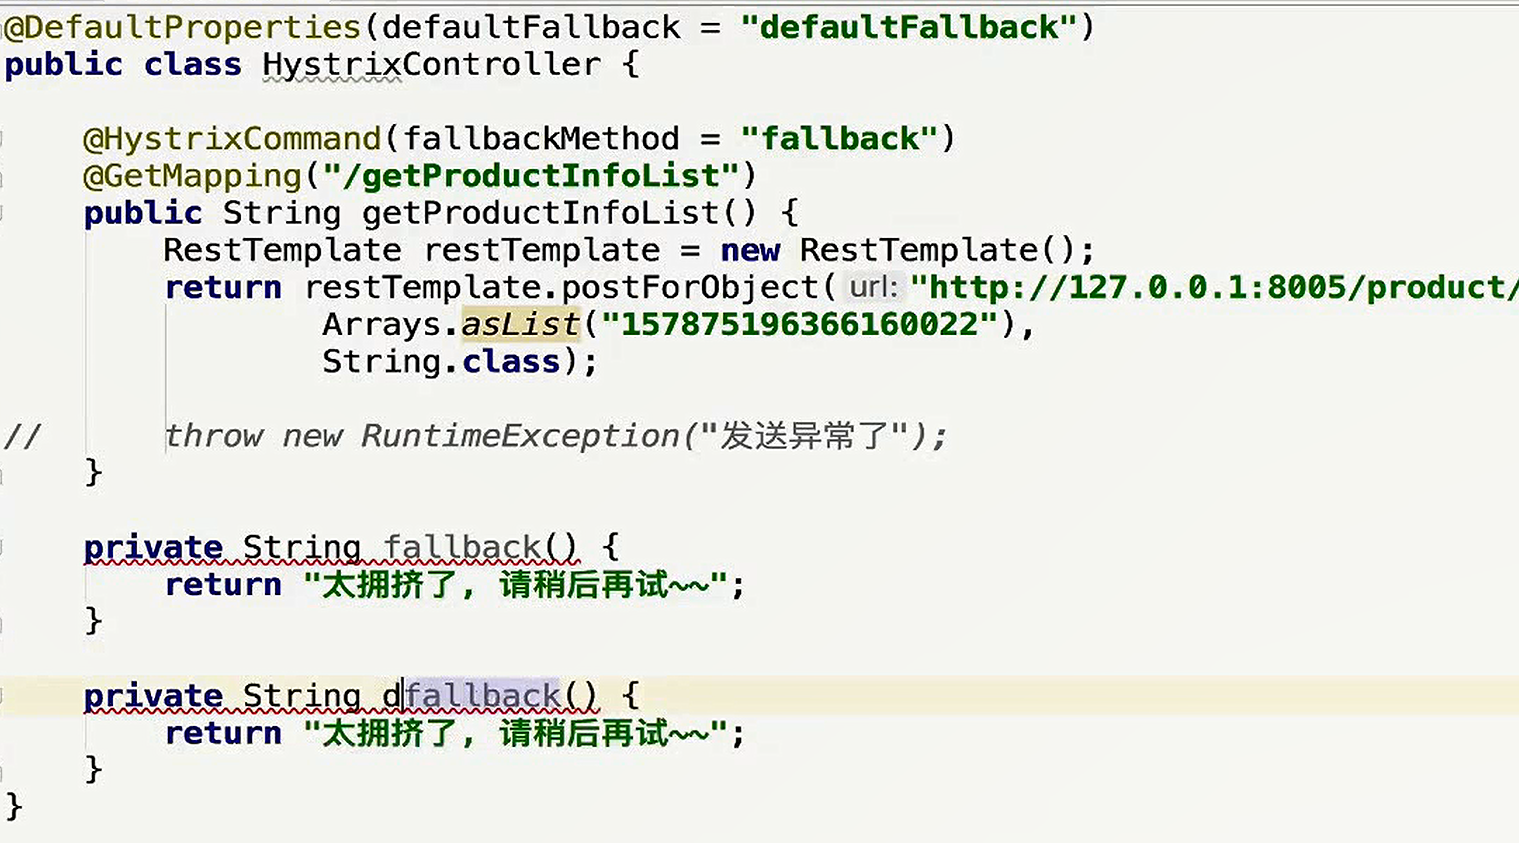 @DefaultProperties(defaultFallback = "defaultFallback")
public class HystrixController {
@HystrixCommand(fallbackMethod = "fallback")
@GetMapping("/getProductInfoList")
public String getProductInfoList() {
RestTemplate restTemplate = new RestTemplate();
return restTemplate.postForObject( url: "http://127.0.0.1:8005/product/
Arrays.asList("157875196366160022"),
String.class);
// throw new RuntimeException("发送异常了");
}
private String fallback() {
return "太拥挤了, 请稍后再试~~";
}
private String dfallback() {
return "太拥挤了, 请稍后再试~~";
}
}